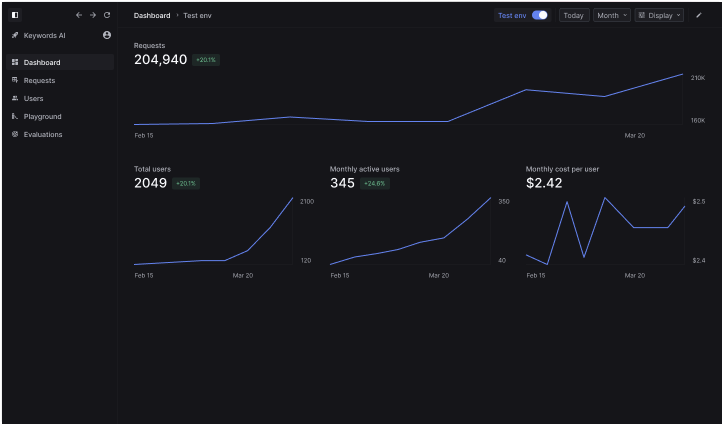 Dashboard › Test env
Test env
Today
Month
Display
Keywords AI
Dashboard
Requests
Users
Playground
Evaluations
Requests
204,940 +20.1%
210K
160K
Feb 15 Mar 20
Total users
2049 +20.1%
2100
120
Feb 15 Mar 20
Monthly active users
345 +24.6%
350
40
Feb 15 Mar 20
Monthly cost per user
$2.42
$2.5
$2.4
Feb 15 Mar 20